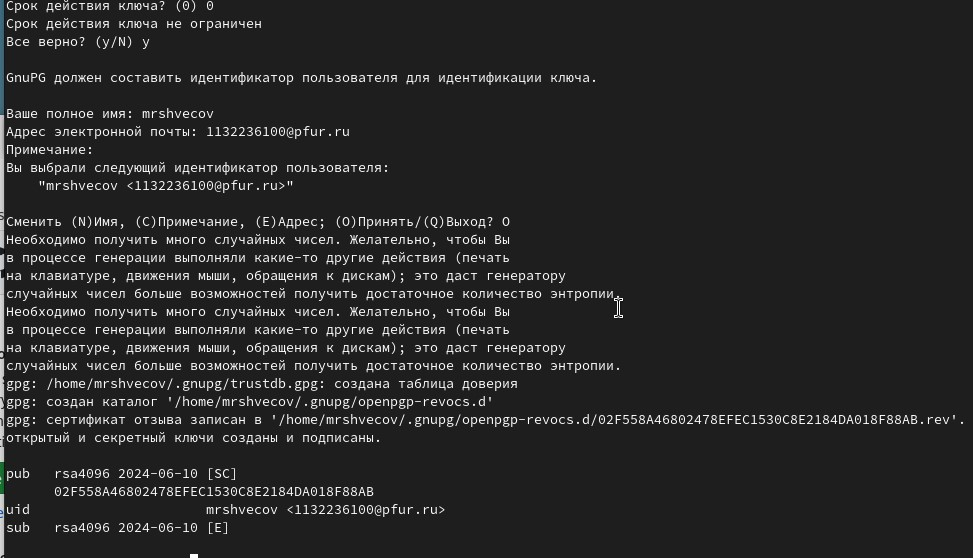 Срок действия ключа? (0) 0
Срок действия ключа не ограничен
Все верно? (y/N) y
GnuPG должен составить идентификатор пользователя для идентификации ключа.
Ваше полное имя: mrshvecov
Адрес электронной почты: 1132236100@pfur.ru
Примечание:
Вы выбрали следующий идентификатор пользователя:
"mrshvecov <1132236100@pfur.ru>"
Сменить (N)Имя, (C)Примечание, (E)Адрес; (O)Принять/(Q)Выход? O
Необходимо получить много случайных чисел. Желательно, чтобы Вы
в процессе генерации выполняли какие-то другие действия (печать
на клавиатуре, движения мыши, обращения к дискам); это даст генератору
случайных чисел больше возможностей получить достаточное количество энтропии.
Необходимо получить много случайных чисел. Желательно, чтобы Вы
в процессе генерации выполняли какие-то другие действия (печать
на клавиатуре, движения мыши, обращения к дискам); это даст генератору
случайных чисел больше возможностей получить достаточное количество энтропии.
gpg: /home/mrshvecov/.gnupg/trustdb.gpg: создана таблица доверия
gpg: создан каталог '/home/mrshvecov/.gnupg/openpgp-revocs.d'
gpg: сертификат отзыва записан в '/home/mrshvecov/.gnupg/openpgp-revocs.d/02F558A46802478EFEC1530C8E2184DA018F88AB.rev'.
открытый и секретный ключи созданы и подписаны.
pub rsa4096 2024-06-10 [SC]
02F558A46802478EFEC1530C8E2184DA018F88AB
uid mrshvecov <1132236100@pfur.ru>
sub rsa4096 2024-06-10 [E]